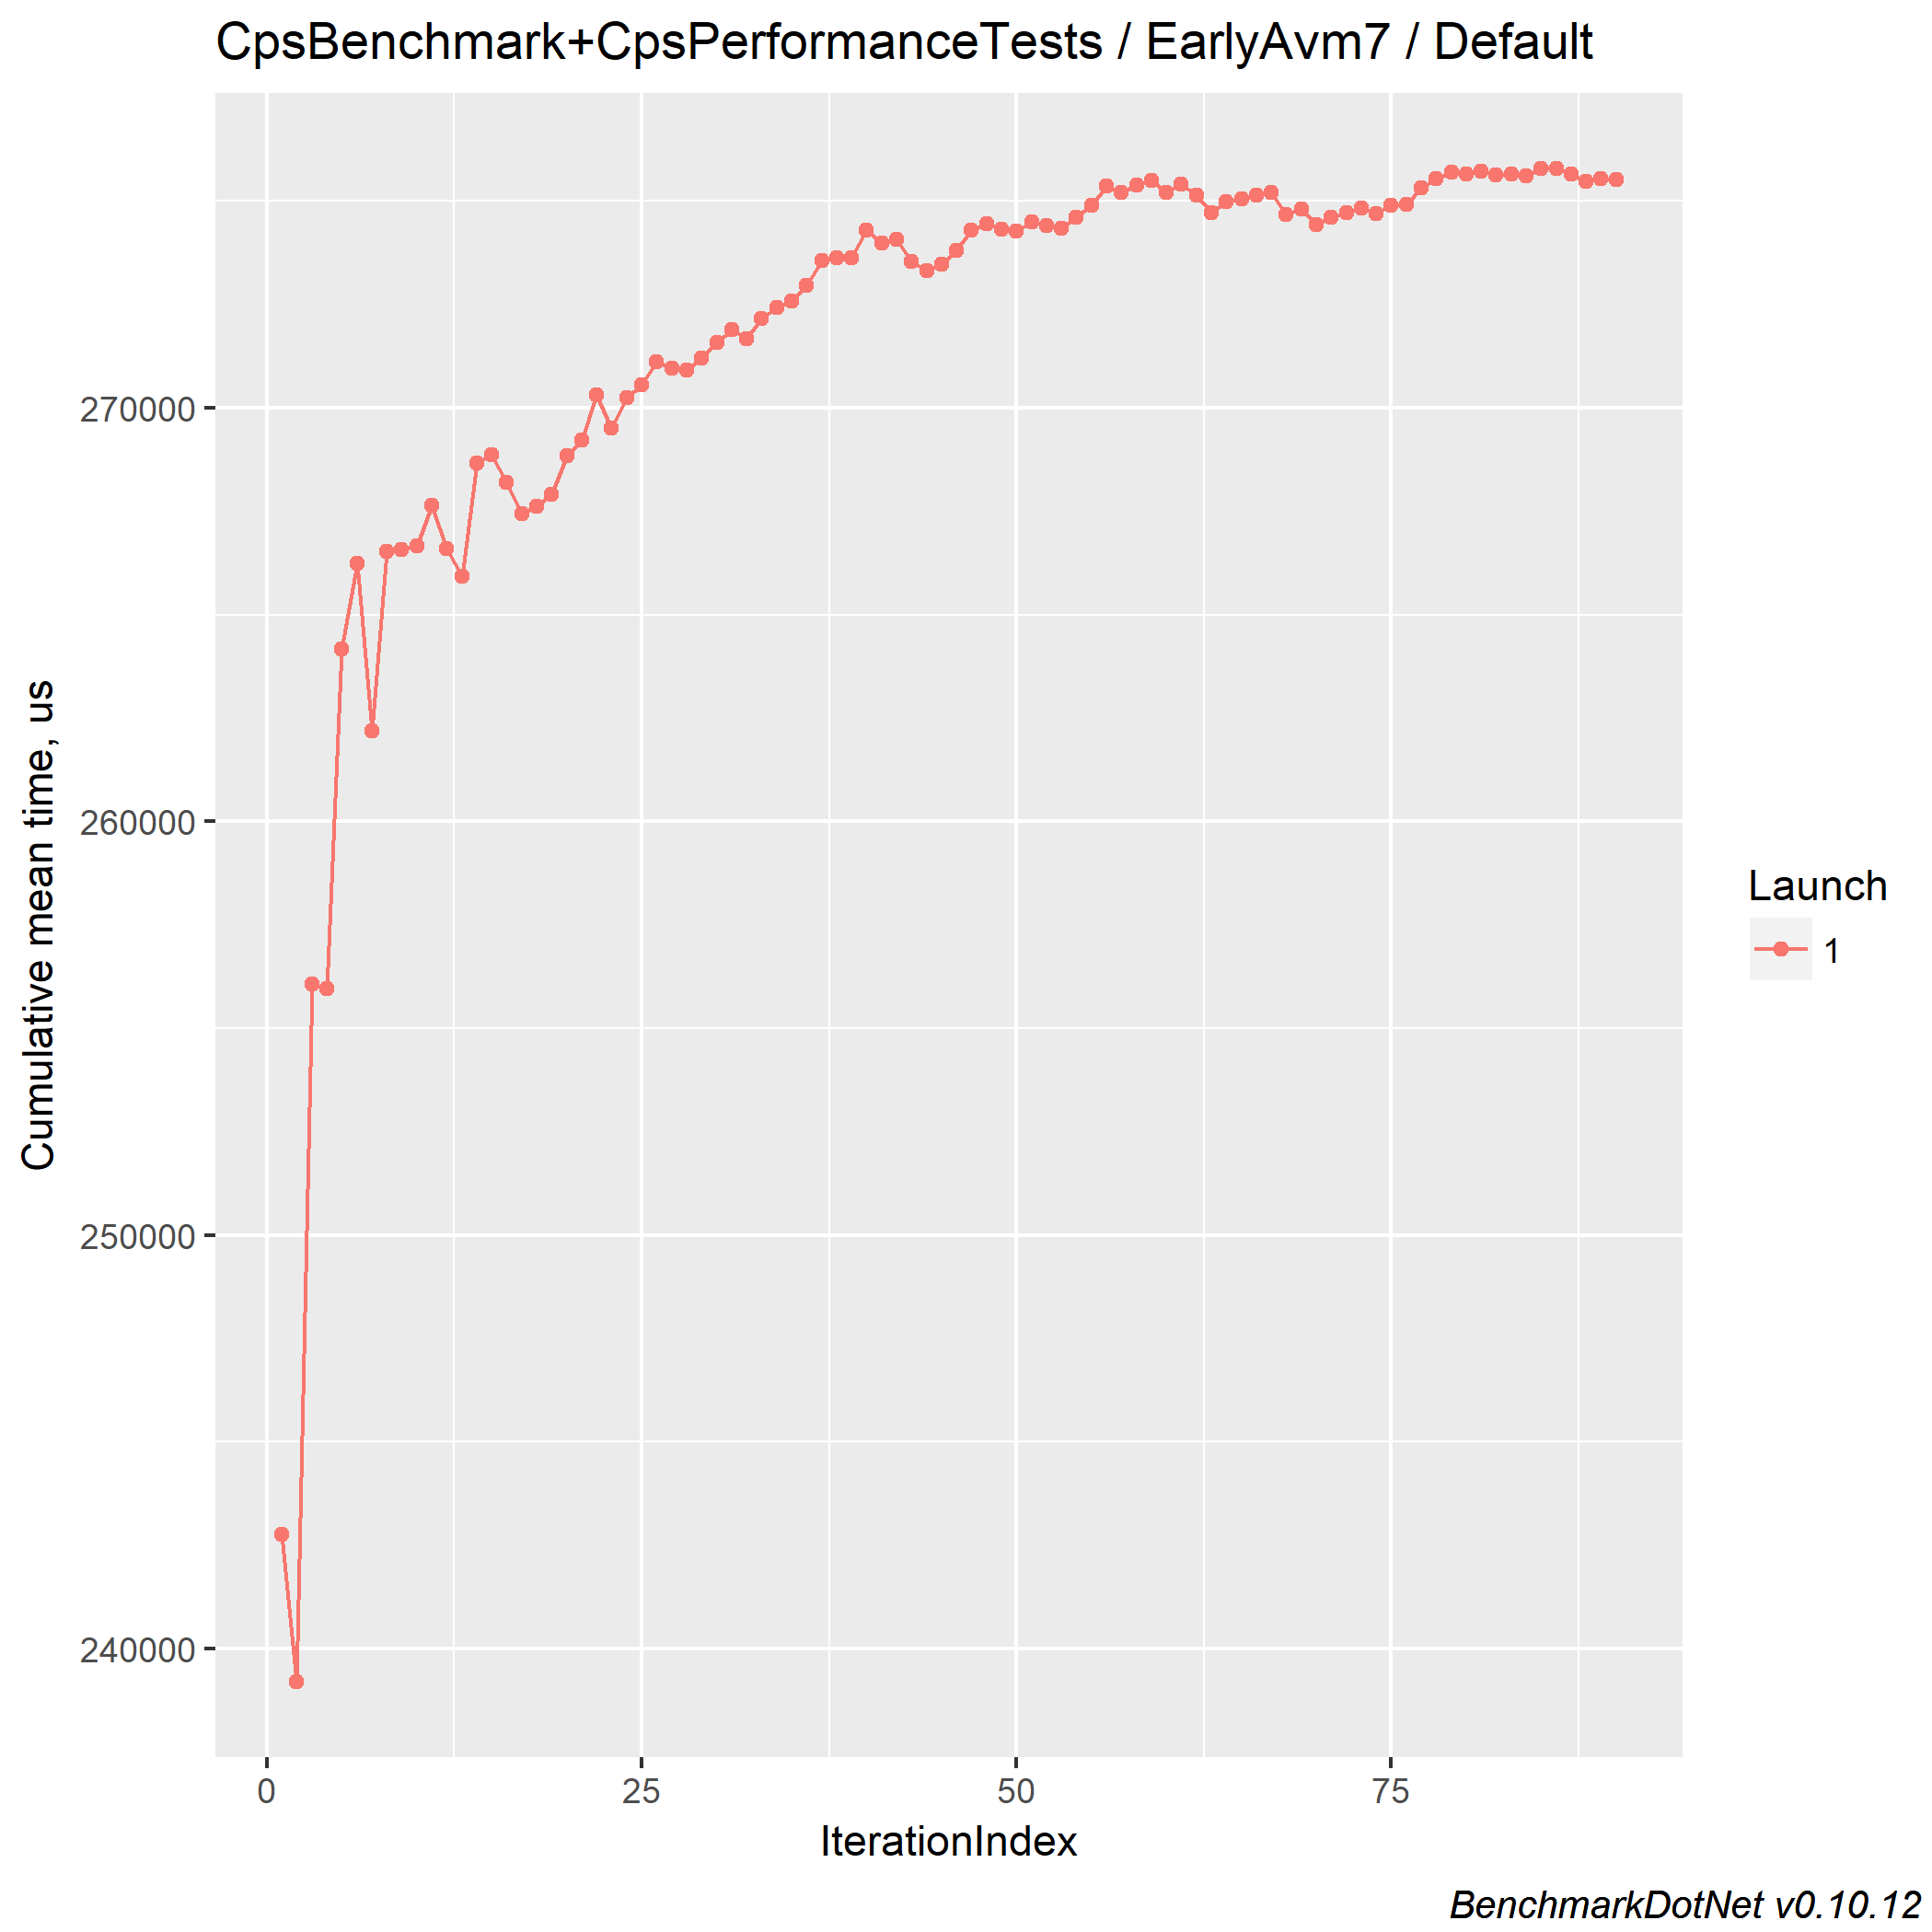 CpsBenchmark+CpsPerformanceTests / EarlyAvm7 / Default
Cumulative mean time, us
270000
260000
250000
240000
0 25 50 75
IterationIndex
Launch
1
BenchmarkDotNet v0.10.12